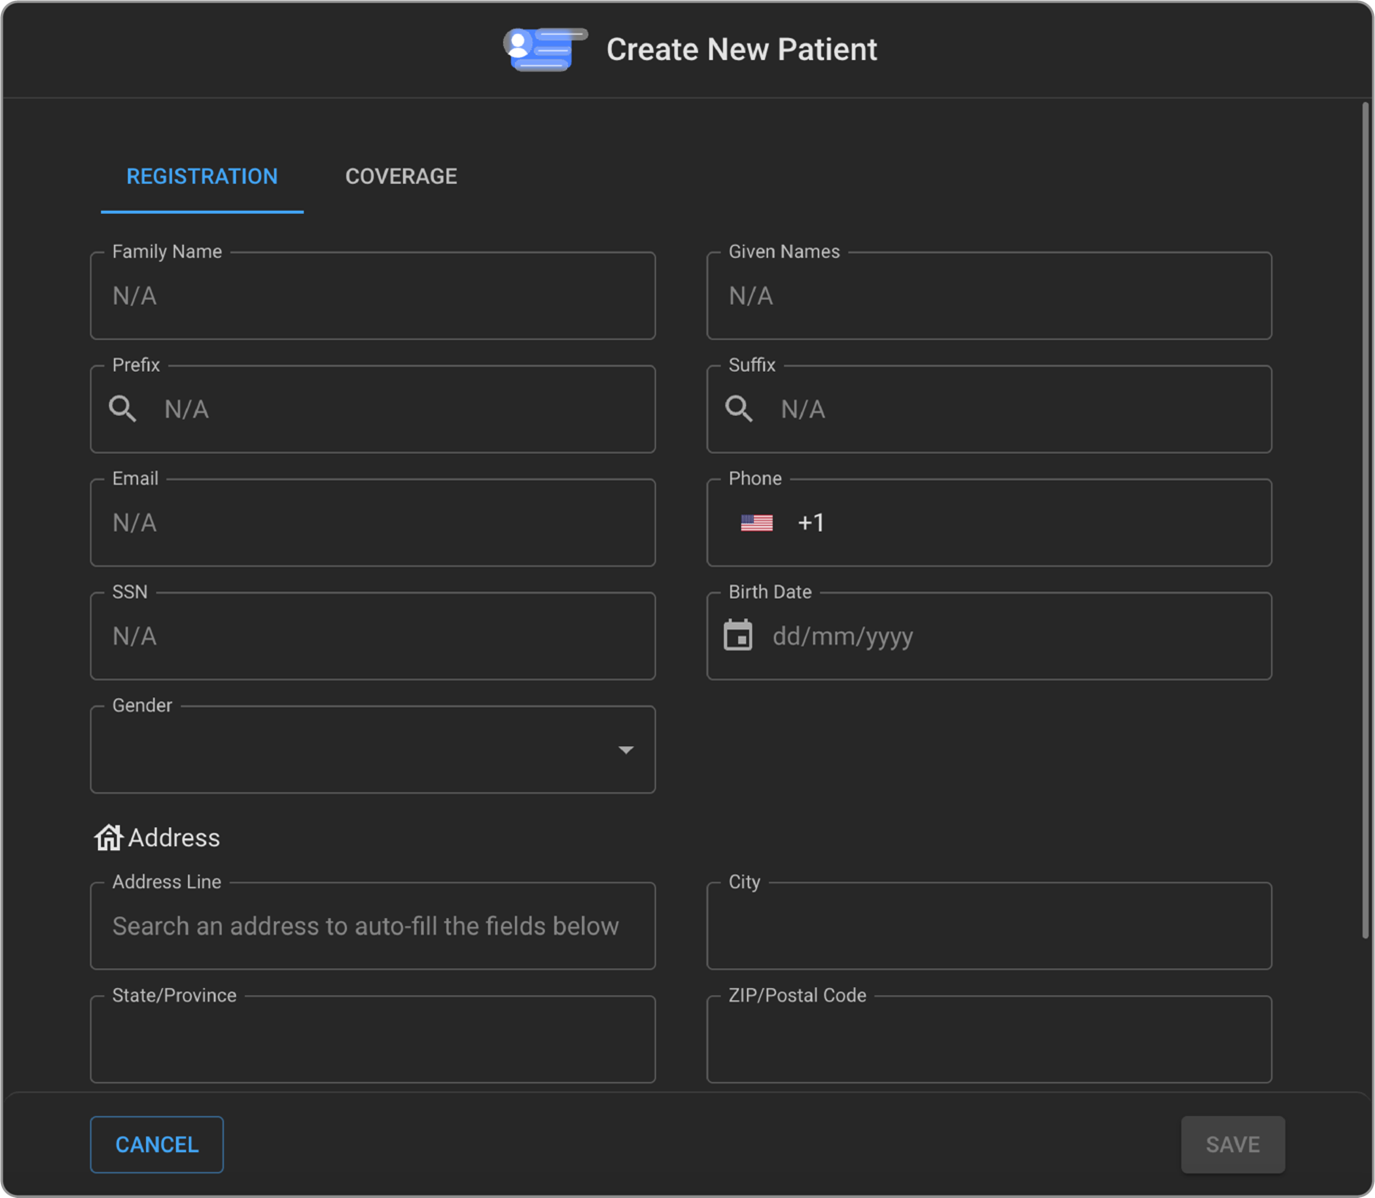 Create New Patient
REGISTRATION COVERAGE
Family Name Given Names
N/A N/A
Prefix Suffix
N/A N/A
Email Phone
N/A +1
SSN Birth Date
N/A dd/mm/yyyy
Gender
Address
Address Line City
Search an address to auto-fill the fields below
State/Province ZIP/Postal Code
CANCEL SAVE